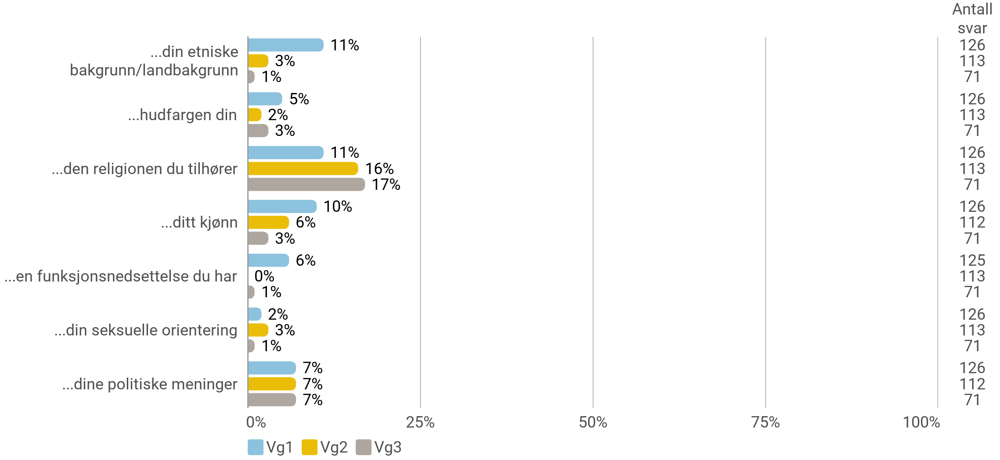 Antall
svar
...din etniske
bakgrunn/landbakgrunn
11% 126
3% 113
1% 71
...hudfargen din
5% 126
2% 113
3% 71
...den religionen du tilhører
11% 126
16% 113
17% 71
...ditt kjønn
10% 126
6% 112
3% 71
...en funksjonsnedsettelse du har
6% 125
0% 113
1% 71
...din seksuelle orientering
2% 126
3% 113
1% 71
...dine politiske meninger
7% 126
7% 112
7% 71
0% 25% 50% 75% 100%
Vg1 Vg2 Vg3